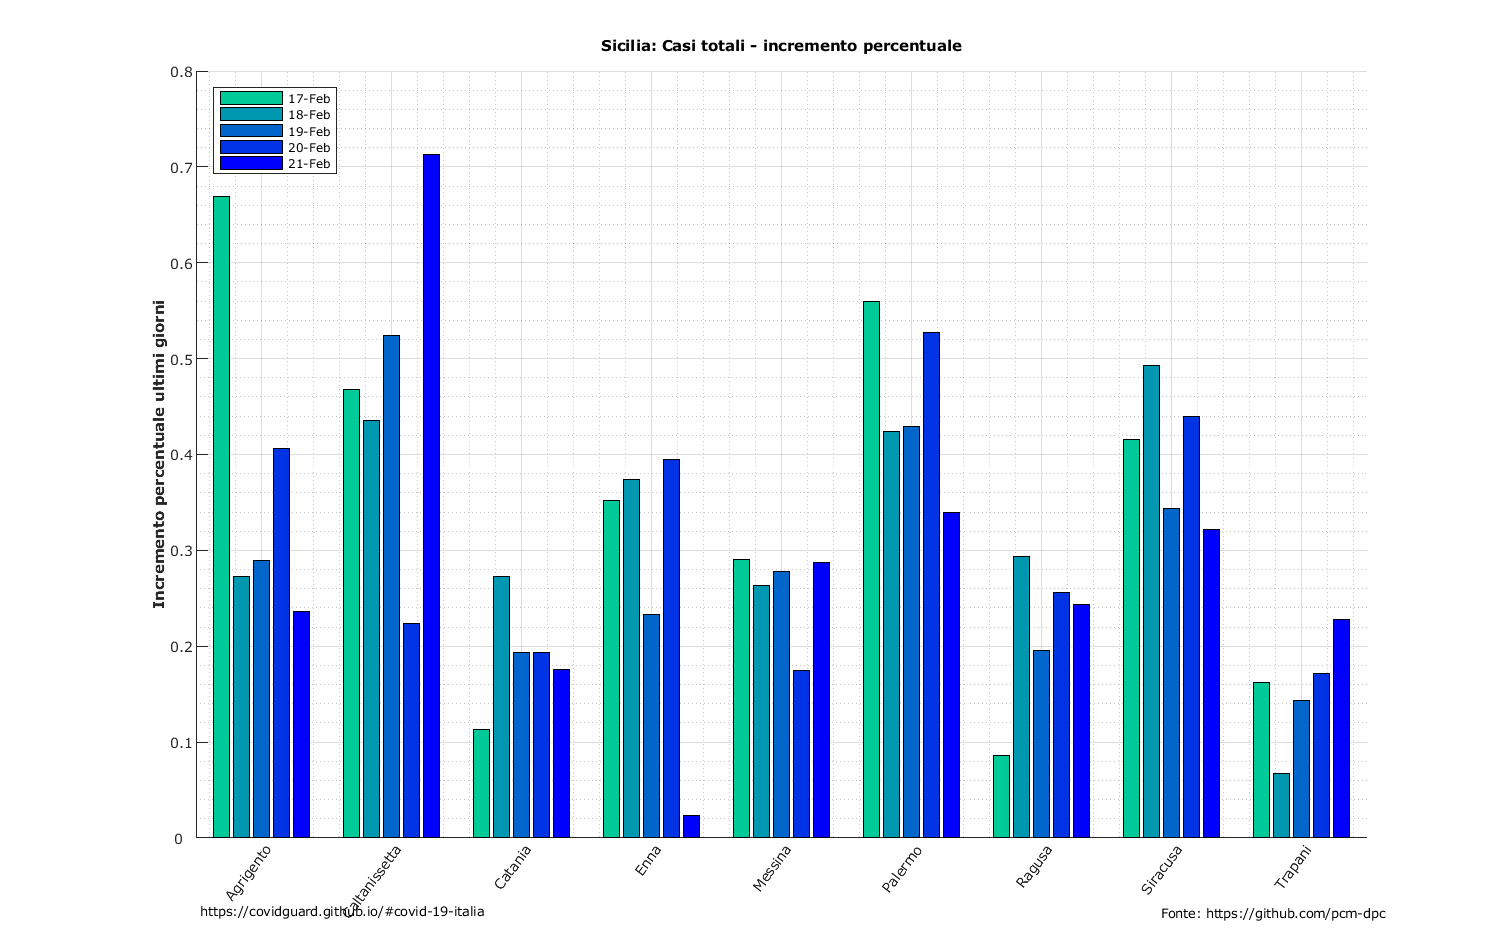 Sicilia: Casi totali - incremento percentuale
0.8
0.7
0.6
0.5
0.4
0.3
0.2
0.1
0
Incremento percentuale ultimi giorni
17-Feb
18-Feb
19-Feb
20-Feb
21-Feb
Agrigento
Caltanissetta
Catania
Enna
Messina
Palermo
Ragusa
Siracusa
Trapani
https://covidguard.github.io/#covid-19-italia
Fonte: https://github.com/pcm-dpc